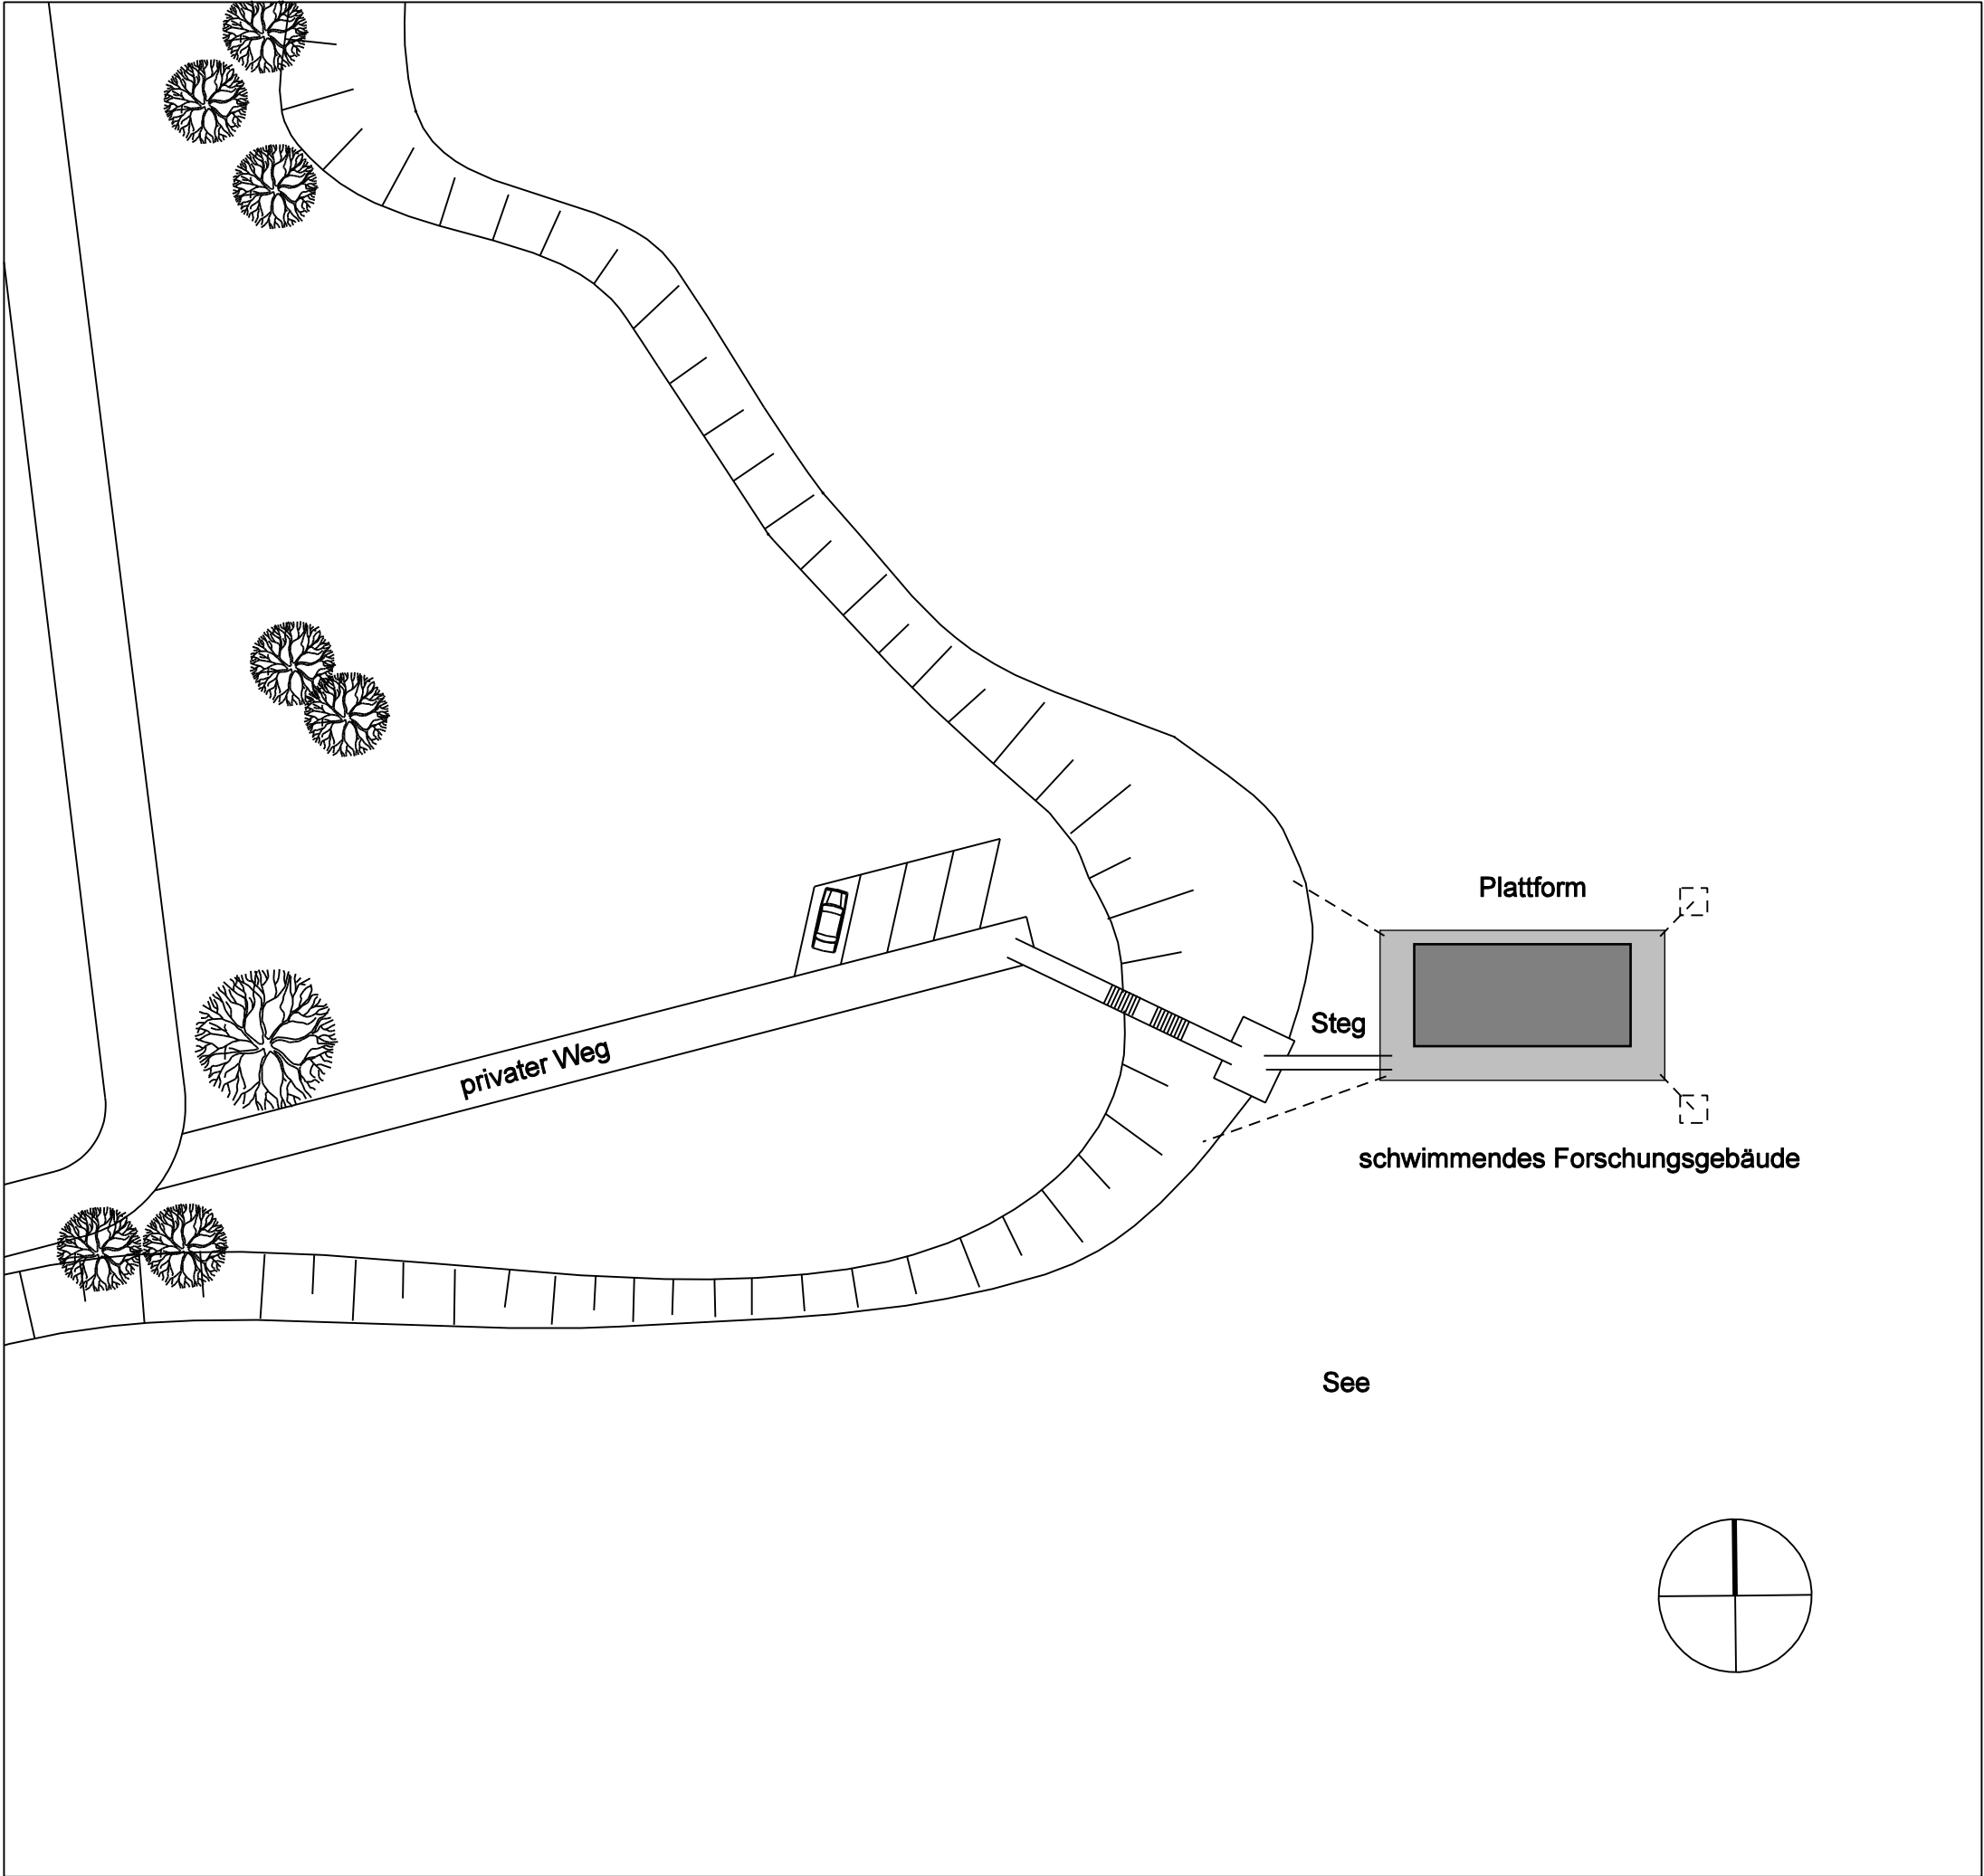 Plattform
Steg
privater Weg
schwimmendes Forschungsgebäude
See